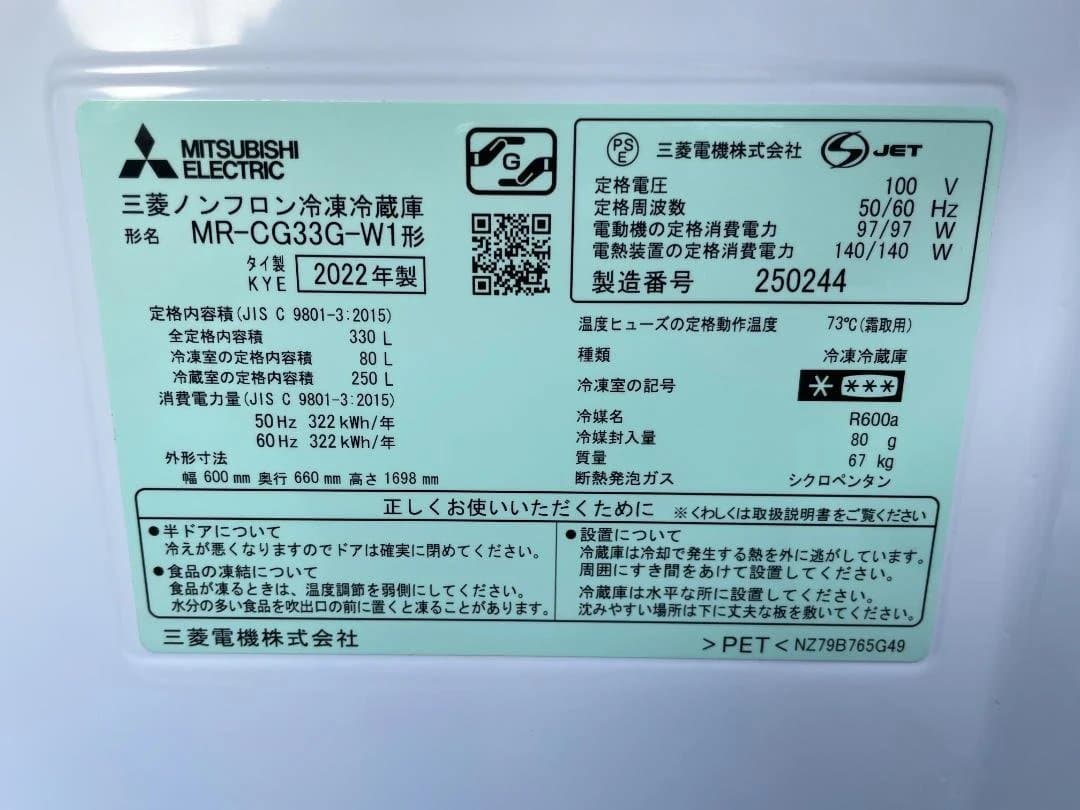 MITSUBISHI
ELECTRIC
G
三菱ノンフロン冷凍冷蔵庫
形名 MR-CG33G-W1形
タイ製
KYE 2022年製
定格内容積(JIS C 9801-3:2015)
全定格内容積 330 L
冷凍室の定格内容積 80 L
冷蔵室の定格内容積 250 L
消費電力量(JIS C 9801-3:2015)
50Hz 322kWh/年
60Hz 322kWh/年
外形寸法
幅 600mm 奥行 660mm 高さ 1698mm
PSE 三菱電機株式会社 JET
定格電圧 100 V
定格周波数 50/60 Hz
電動機の定格消費電力 97/97 W
電熱装置の定格消費電力 140/140 W
製造番号 250244
温度ヒューズの定格動作温度 73℃(霜取用)
種類 冷凍冷蔵庫
冷凍室の記号 * ***
冷媒名 R600a
冷媒封入量 80 g
質量 67 kg
断熱発泡ガス シクロペンタン
正しくお使いいただくために ※くわしくは取扱説明書をご覧ください
●半ドアについて
冷えが悪くなりますのでドアは確実に閉めてください。
●食品の凍結について
食品が凍るときは、温度調節を弱側にしてください。
水分の多い食品を吹出口の前に置くと凍ることがあります。
●設置について
冷蔵庫は冷却で発生する熱を外に逃がしています。
周囲にすき間をあけて設置してください。
冷蔵庫は水平な所に設置してください。
沈みやすい場所は下に丈夫な板を敷いてください。
三菱電機株式会社
>PET< NZ79B765G49